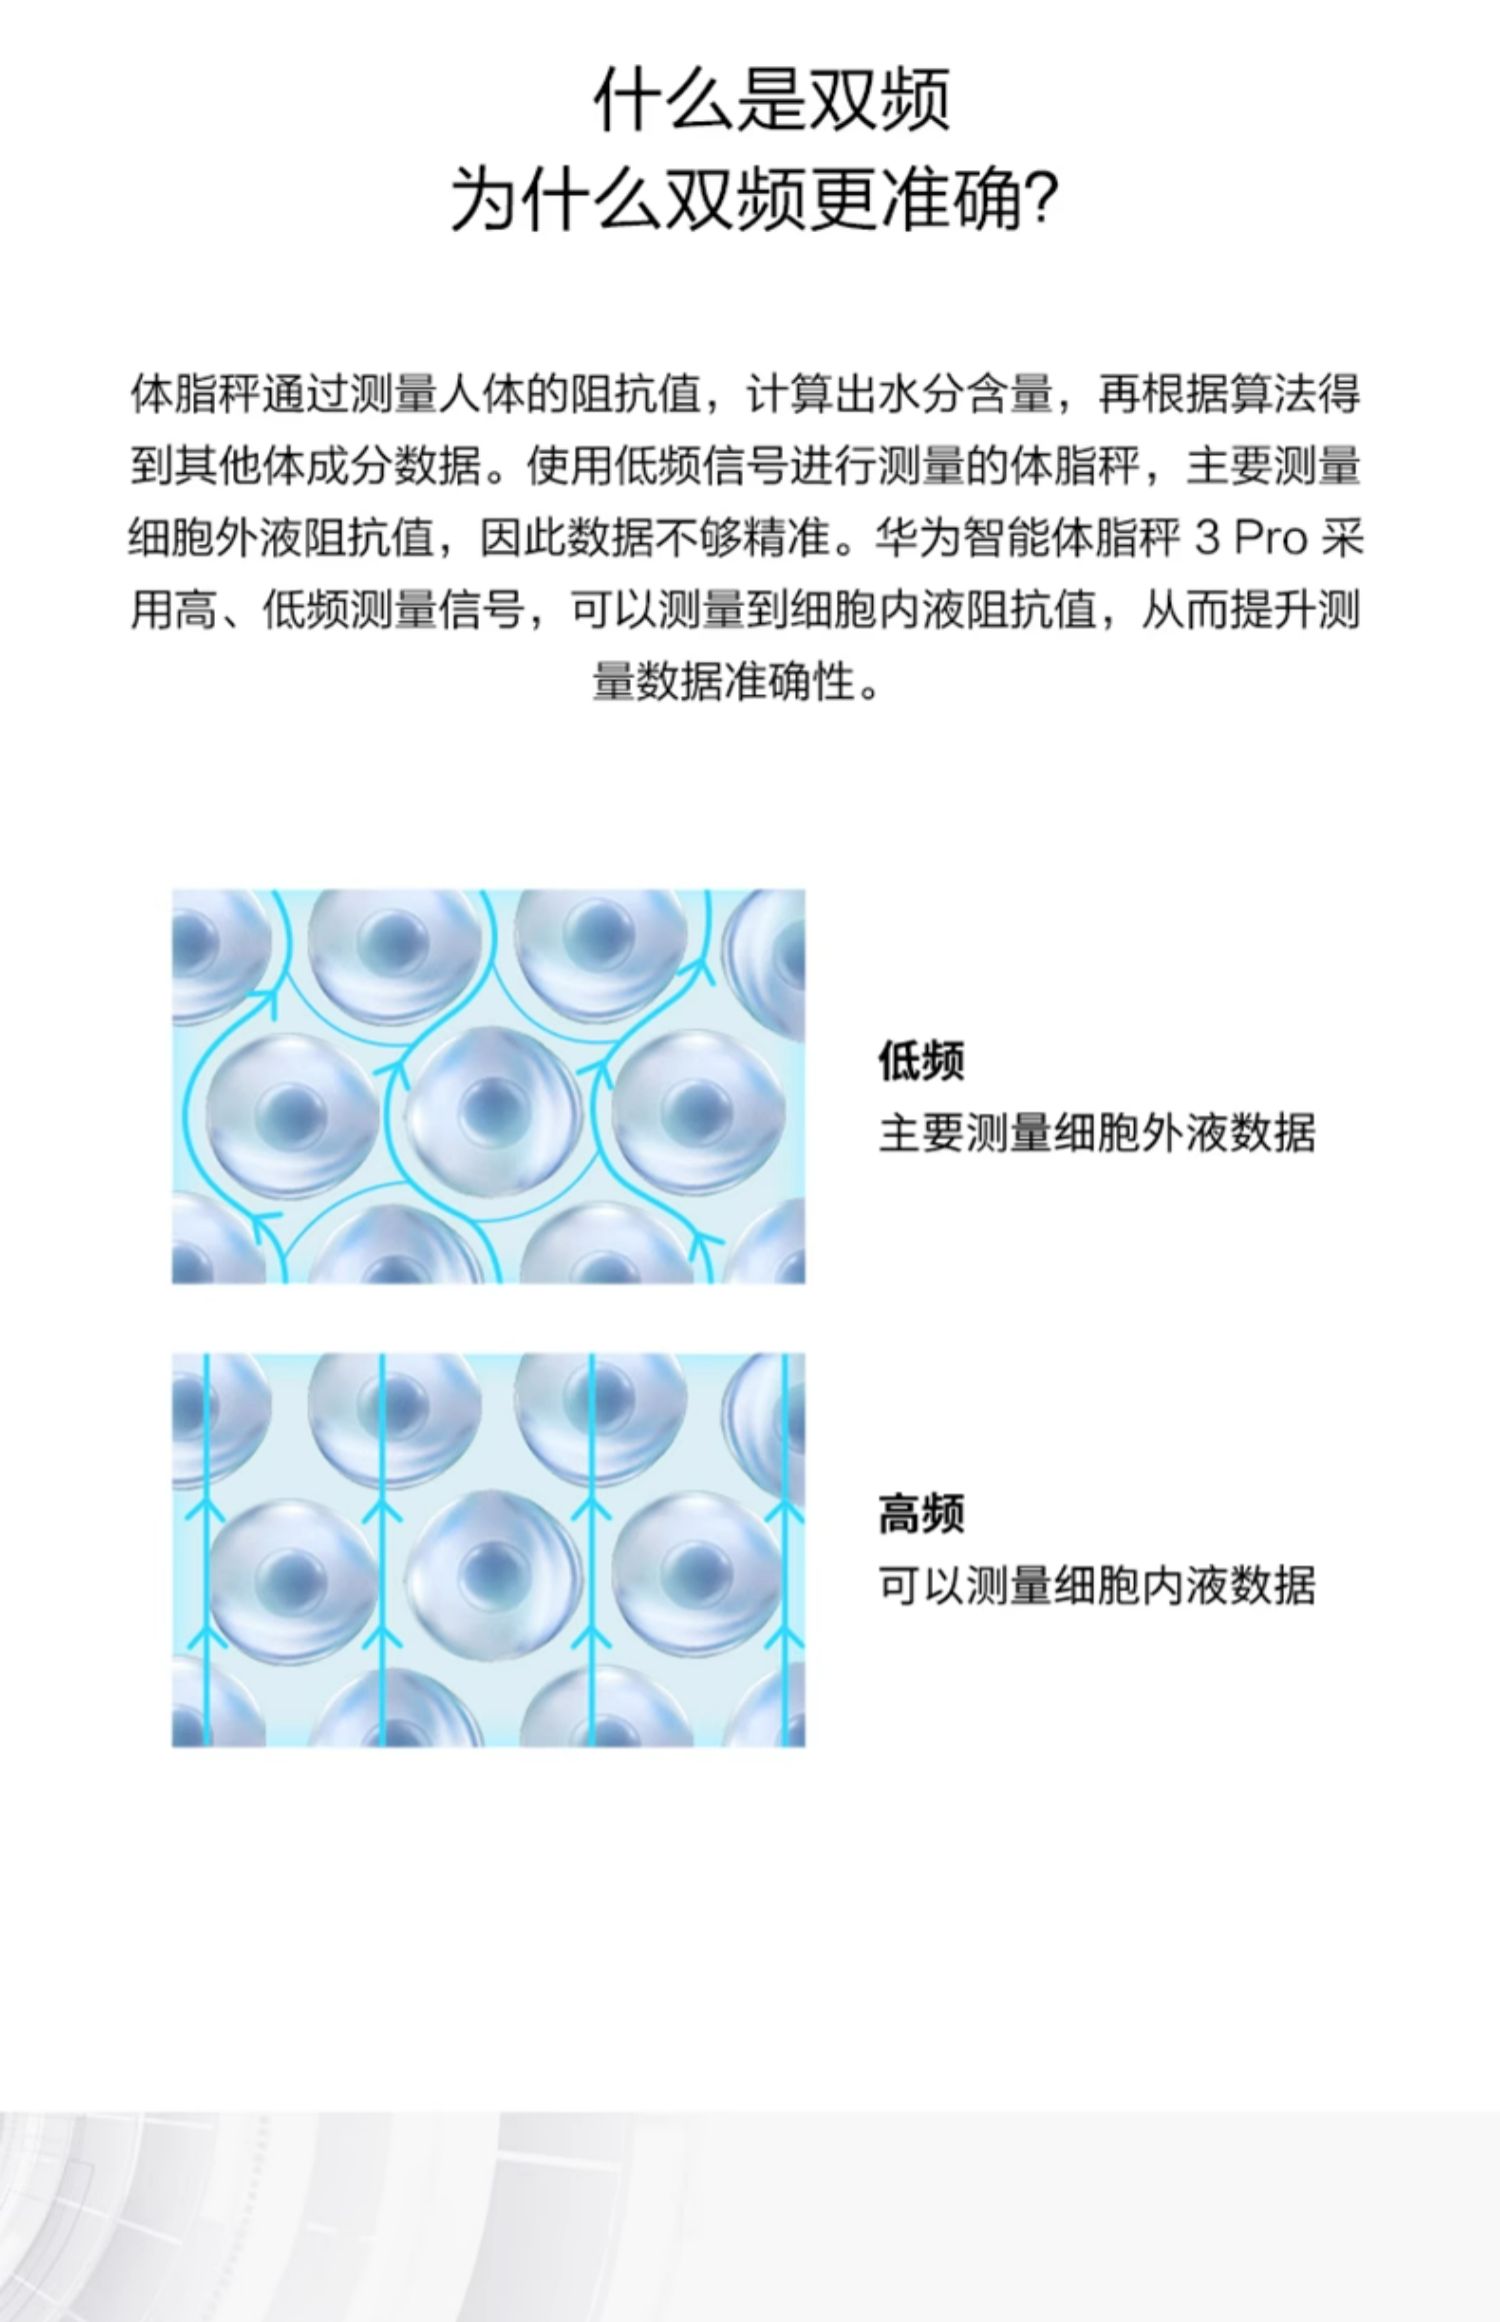 什么是双频
为什么双频更准确？
体脂秤通过测量人体的阻抗值，计算出水分含量，再根据算法得
到其他体成分数据。使用低频信号进行测量的体脂秤，主要测量
细胞外液阻抗值，因此数据不够精准。华为智能体脂秤 3 Pro 采
用高、低频测量信号，可以测量到细胞内液阻抗值，从而提升测
量数据准确性。
低频
主要测量细胞外液数据
高频
可以测量细胞内液数据